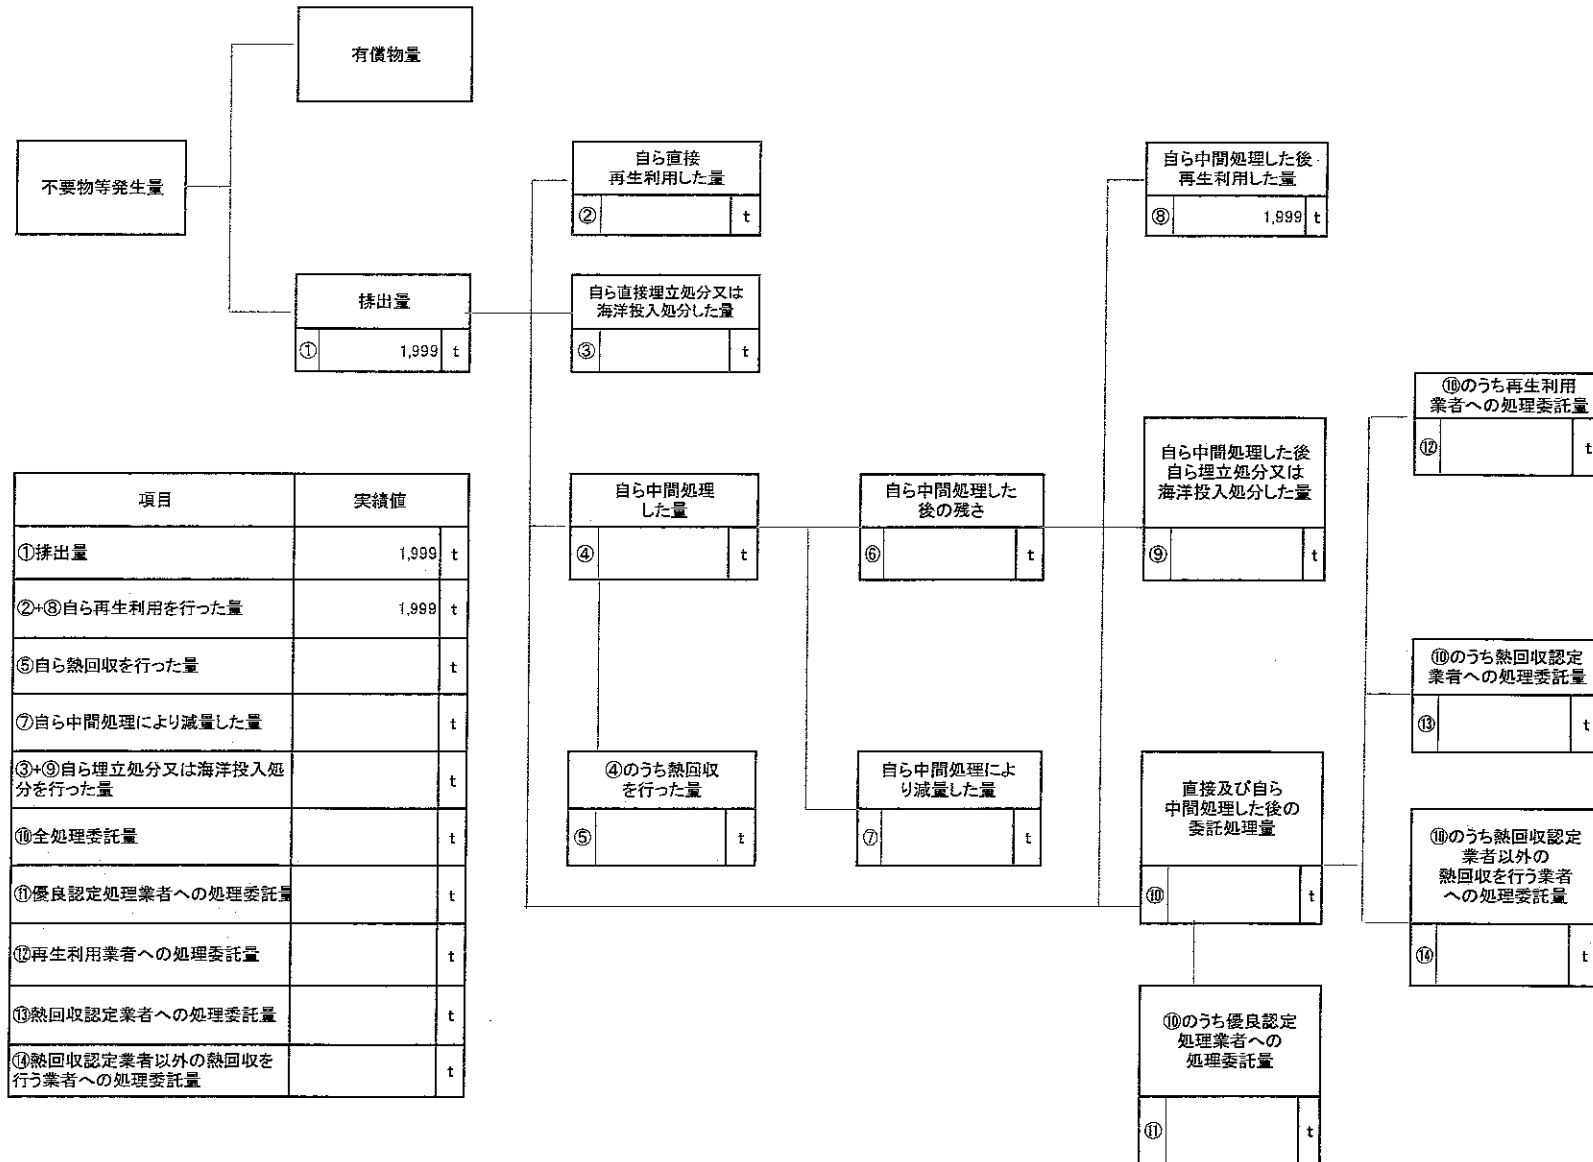 有償物量
不要物等発生量
排出量
① 1,999 t
自ら直接
再生利用した量
② t
自ら直接埋立処分又は
海洋投入処分した量
③ t
自ら中間処理
した量
④ t
④のうち熱回収
を行った量
⑤ t
自ら中間処理した
後の残さ
⑥ t
自ら中間処理によ
り減量した量
⑦ t
自ら中間処理した後
再生利用した量
⑧ 1,999 t
自ら中間処理した後
自ら埋立処分又は
海洋投入処分した量
⑨ t
直接及び自ら
中間処理した後の
委託処理量
⑩ t
⑩のうち優良認定
処理業者への
処理委託量
⑪ t
⑩のうち再生利用
業者への処理委託量
⑫ t
⑩のうち熱回収認定
業者への処理委託量
⑬ t
⑩のうち熱回収認定
業者以外の
熱回収を行う業者
への処理委託量
⑭ t
項目 実績値
①排出量 1,999 t
②+⑧自ら再生利用を行った量 1,999 t
⑤自ら熱回収を行った量 t
⑦自ら中間処理により減量した量 t
③+⑨自ら埋立処分又は海洋投入処
分を行った量 t
⑩全処理委託量 t
⑪優良認定処理業者への処理委託量 t
⑫再生利用業者への処理委託量 t
⑬熱回収認定業者への処理委託量 t
⑭熱回収認定業者以外の熱回収を
行う業者への処理委託量 t